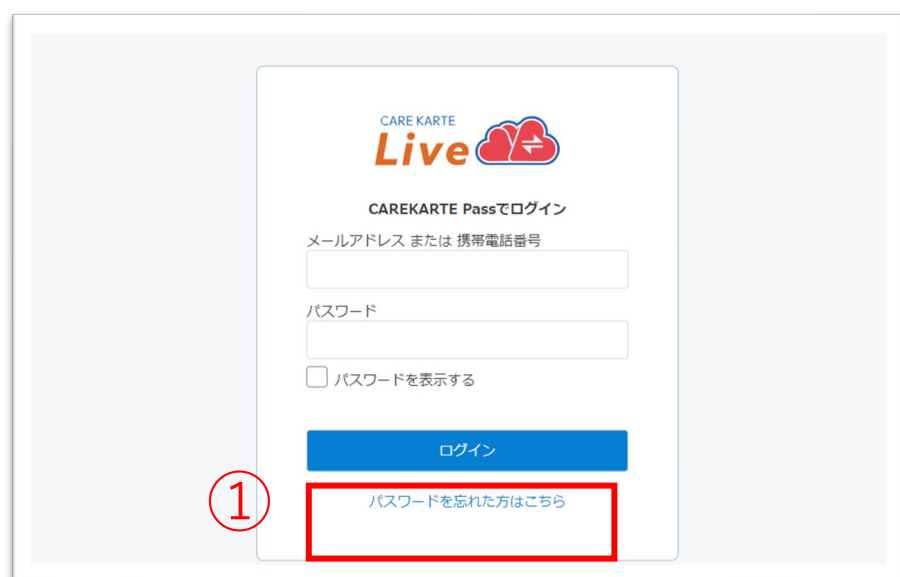 CARE KARTE
Live
CAREKARTE Passでログイン
メールアドレス または 携帯電話番号
パスワード
パスワードを表示する
ログイン
①
パスワードを忘れた方はこちら